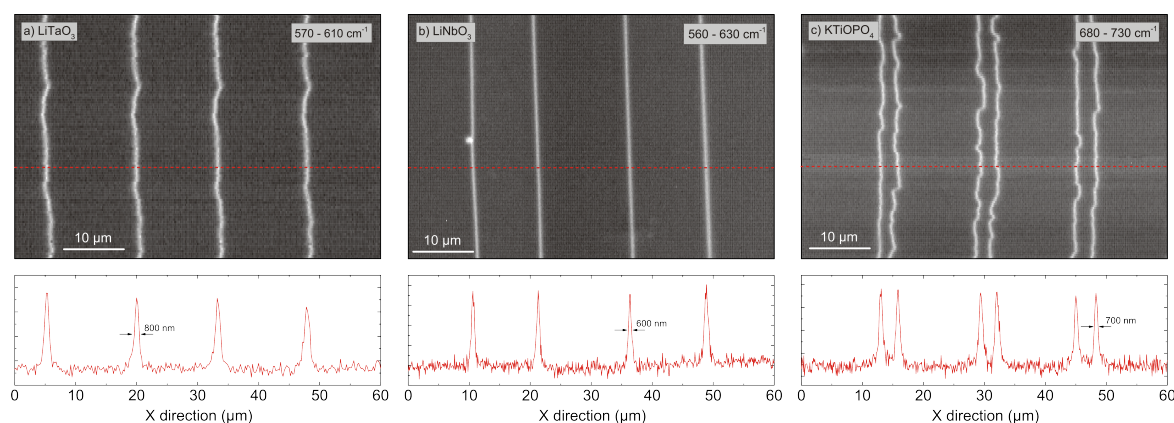 a) LiTaO₃
570 - 610 cm⁻¹
10 µm
b) LiNbO₃
560 - 630 cm⁻¹
10 µm
c) KTiOPO₄
680 - 730 cm⁻¹
10 µm
800 nm
0 10 20 30 40 50 60
X direction (µm)
600 nm
0 10 20 30 40 50 60
X direction (µm)
700 nm
0 10 20 30 40 50 60
X direction (µm)